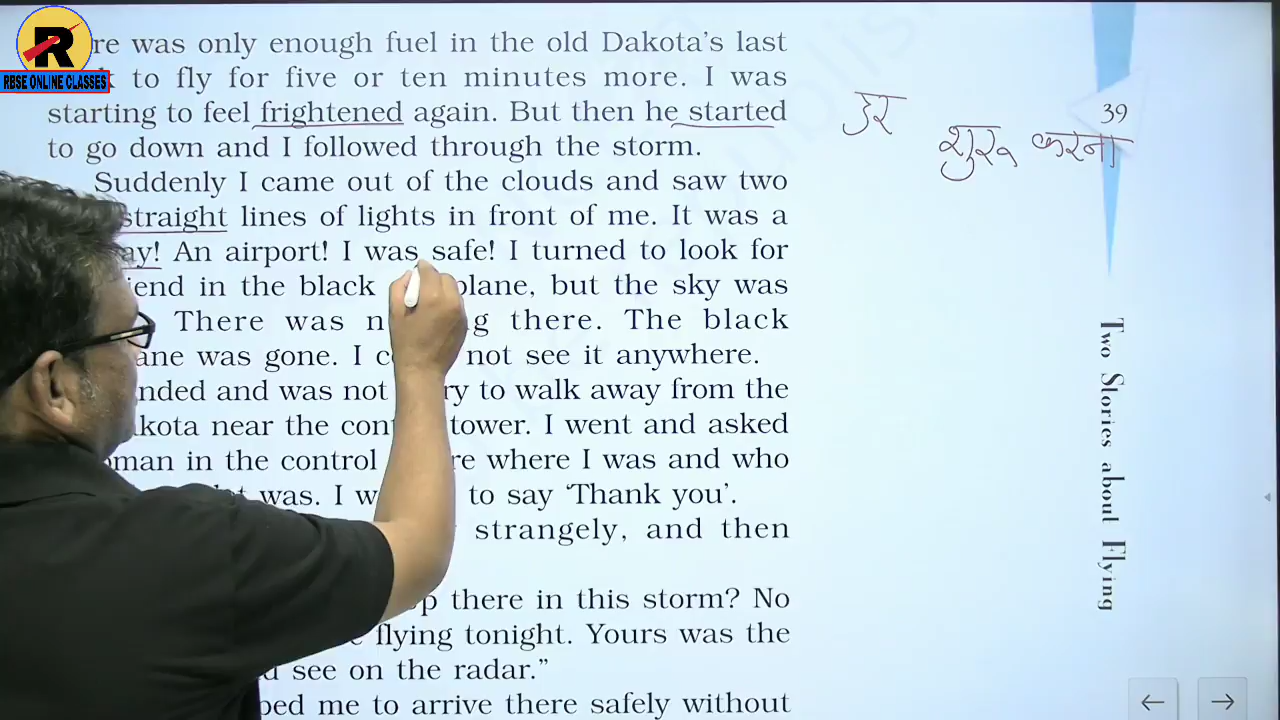 R
RBSE ONLINE CLASSES
re was only enough fuel in the old Dakota's last
to fly for five or ten minutes more. I was
starting to feel frightened again. But then he started
to go down and I followed through the storm.
Suddenly I came out of the clouds and saw two
straight lines of lights in front of me. It was a
ay! An airport! I was safe! I turned to look for
end in the black plane, but the sky was
There was n g there. The black
ane was gone. I c not see it anywhere.
nded and was not ry to walk away from the
kota near the con tower. I went and asked
man in the control re where I was and who
was. I w to say 'Thank you'.
strangely, and then
p there in this storm? No
flying tonight. Yours was the
see on the radar."
ped me to arrive there safely without
डर
शुरू करना
39
Two Stories about Flying